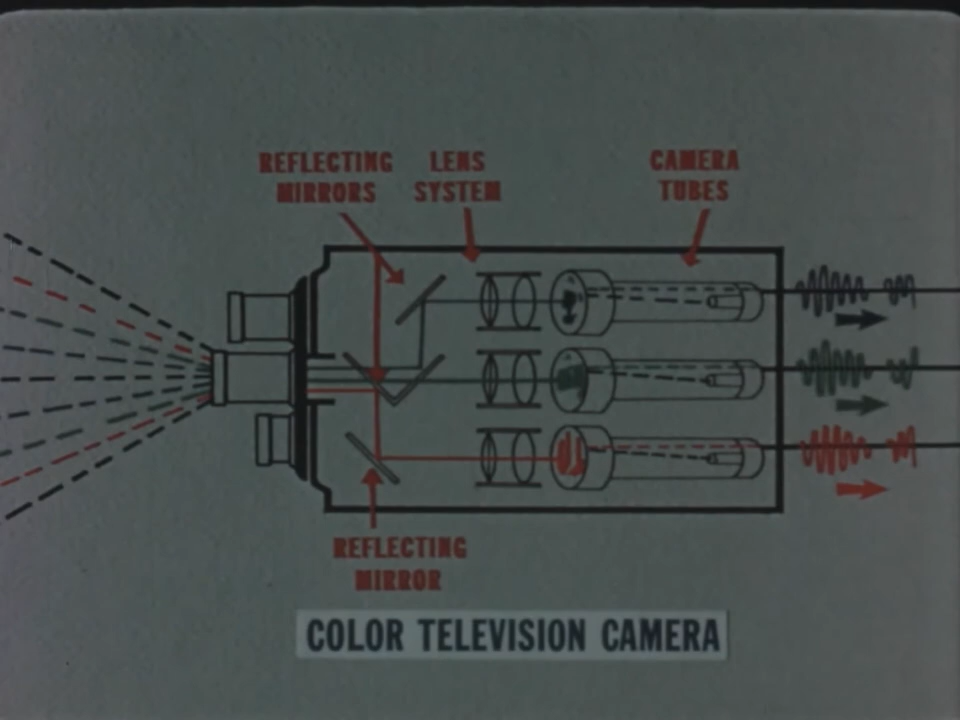 REFLECTING
MIRRORS
LENS
SYSTEM
CAMERA
TUBES
REFLECTING
MIRROR
COLOR TELEVISION CAMERA